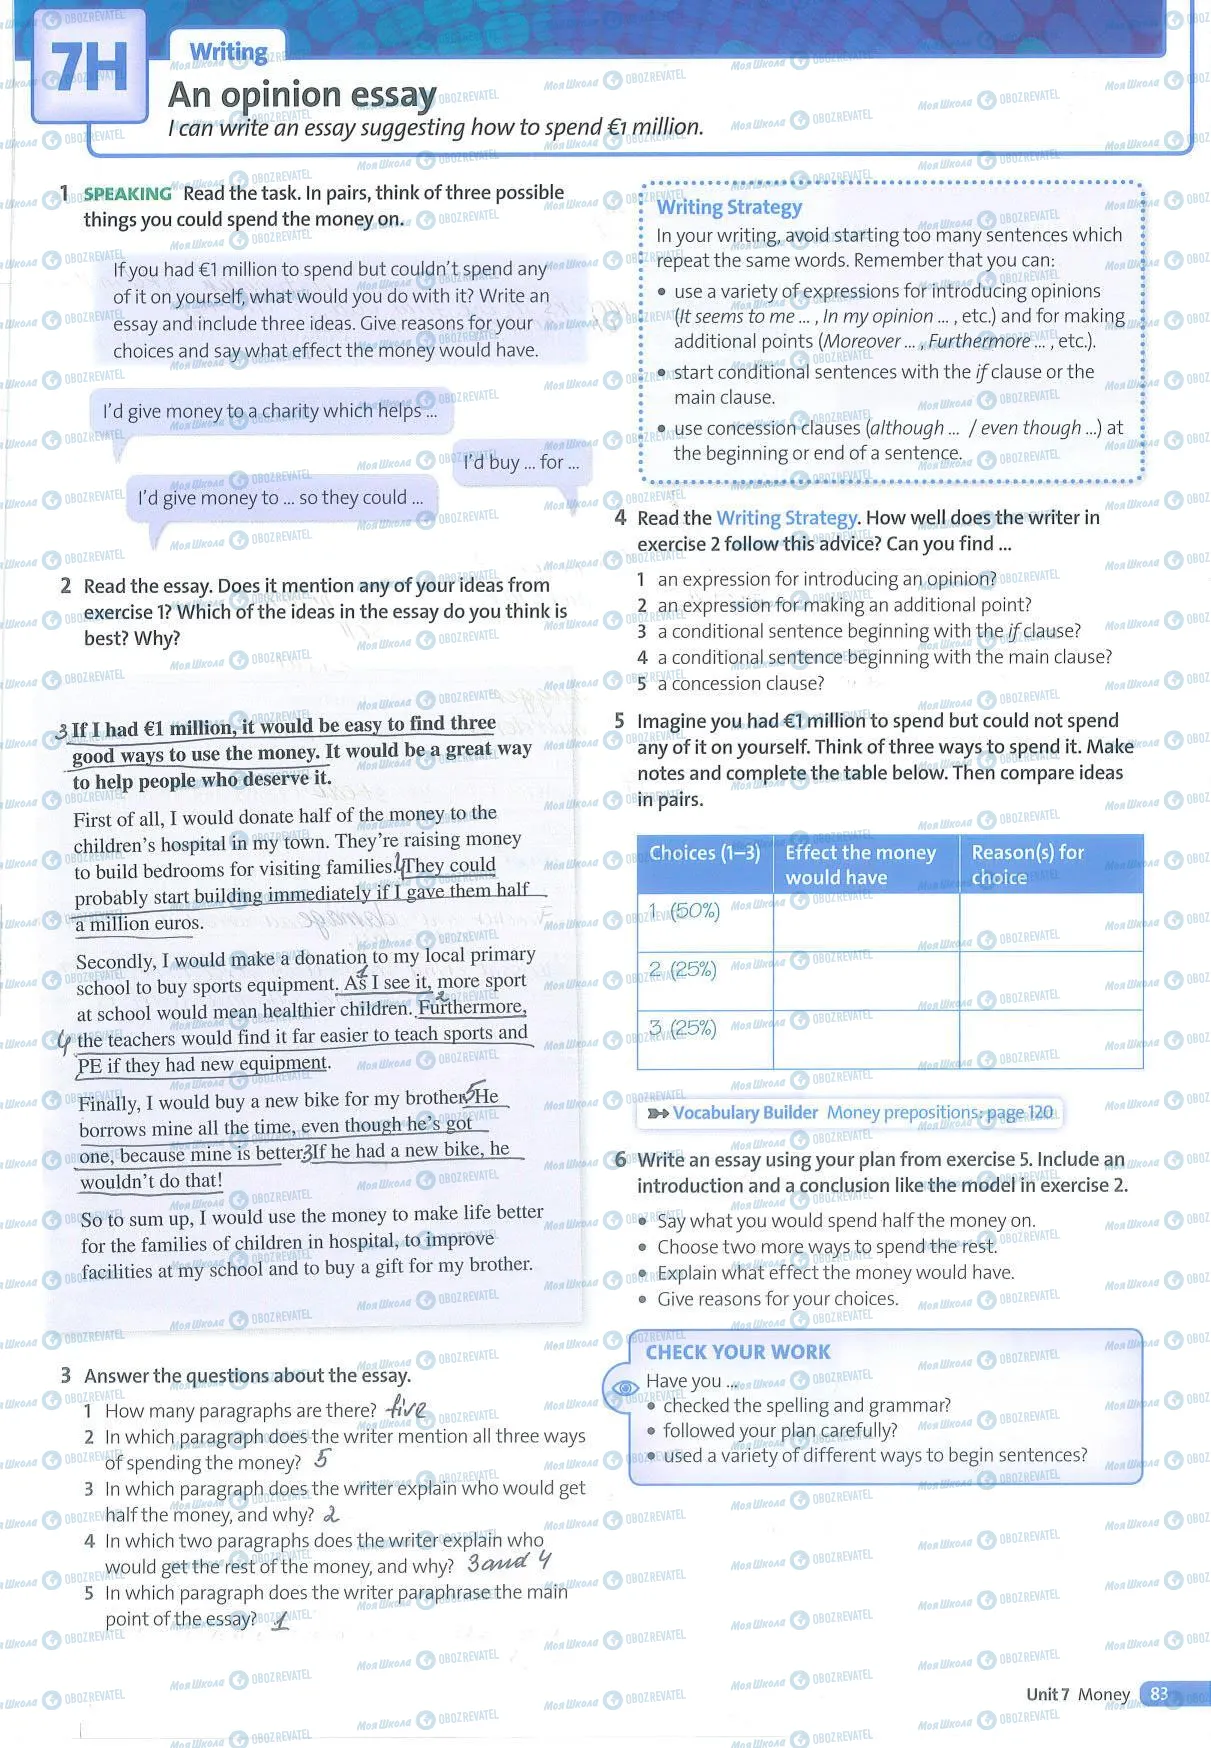 7H
Writing
An opinion essay
I can write an essay suggesting how to spend €1 million.
1 SPEAKING Read the task. In pairs, think of three possible
things you could spend the money on.
If you had €1 million to spend but couldn't spend any
of it on yourself, what would you do with it? Write an
essay and include three ideas. Give reasons for your
choices and say what effect the money would have.
I'd give money to a charity which helps ...
I'd buy ... for ...
I'd give money to ... so they could ...
2 Read the essay. Does it mention any of your ideas from
exercise 1? Which of the ideas in the essay do you think is
best? Why?
3 If I had €1 million, it would be easy to find three
good ways to use the money. It would be a great way
to help people who deserve it.
First of all, I would donate half of the money to the
children's hospital in my town. They're raising money
to build bedrooms for visiting families. 4 They could
probably start building immediately if I gave them half
a million euros.
Secondly, I would make a donation to my local primary
school to buy sports equipment. 1 As I see it, more sport
at school would mean healthier children. 2 Furthermore,
4 the teachers would find it far easier to teach sports and
PE if they had new equipment.
Finally, I would buy a new bike for my brother. 5 He
borrows mine all the time, even though he's got
one, because mine is better. 3 If he had a new bike, he
wouldn't do that!
So to sum up, I would use the money to make life better
for the families of children in hospital, to improve
facilities at my school and to buy a gift for my brother.
3 Answer the questions about the essay.
1 How many paragraphs are there? five
2 In which paragraph does the writer mention all three ways
of spending the money? 5
3 In which paragraph does the writer explain who would get
half the money, and why? 2
4 In which two paragraphs does the writer explain who
would get the rest of the money, and why? 3 and 4
5 In which paragraph does the writer paraphrase the main
point of the essay? 1
Writing Strategy
In your writing, avoid starting too many sentences which
repeat the same words. Remember that you can:
• use a variety of expressions for introducing opinions
(It seems to me ... , In my opinion ... , etc.) and for making
additional points (Moreover ... , Furthermore ... , etc.).
• start conditional sentences with the if clause or the
main clause.
• use concession clauses (although ... / even though ...) at
the beginning or end of a sentence.
4 Read the Writing Strategy. How well does the writer in
exercise 2 follow this advice? Can you find ...
1 an expression for introducing an opinion?
2 an expression for making an additional point?
3 a conditional sentence beginning with the if clause?
4 a conditional sentence beginning with the main clause?
5 a concession clause?
5 Imagine you had €1 million to spend but could not spend
any of it on yourself. Think of three ways to spend it. Make
notes and complete the table below. Then compare ideas
in pairs.
Choices (1–3) Effect the money would have Reason(s) for choice
1 (50%)
2 (25%)
3 (25%)
Vocabulary Builder Money prepositions: page 120
6 Write an essay using your plan from exercise 5. Include an
introduction and a conclusion like the model in exercise 2.
• Say what you would spend half the money on.
• Choose two more ways to spend the rest.
• Explain what effect the money would have.
• Give reasons for your choices.
CHECK YOUR WORK
Have you ...
• checked the spelling and grammar?
• followed your plan carefully?
• used a variety of different ways to begin sentences?
Unit 7 Money 83
Моя Школа OBOZREVATEL